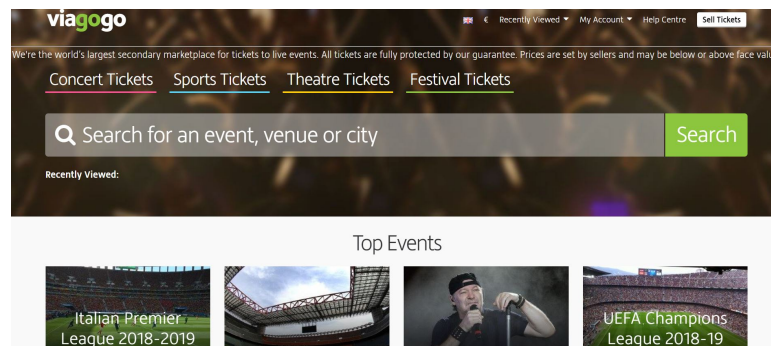 viagogo
€ Recently Viewed My Account Help Centre Sell Tickets
We're the world's largest secondary marketplace for tickets to live events. All tickets are fully protected by our guarantee. Prices are set by sellers and may be below or above face valu
Concert Tickets Sports Tickets Theatre Tickets Festival Tickets
Search for an event, venue or city Search
Recently Viewed:
Top Events
Italian Premier UEFA Champions
League 2018-2019 League 2018-19